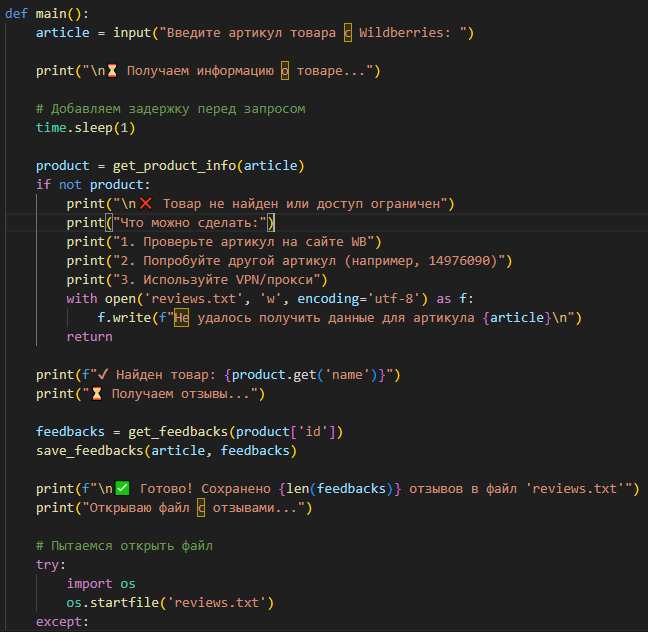 def main():
    article = input("Введите артикул товара с Wildberries: ")
    print("\n⏳ Получаем информацию о товаре...")
    # Добавляем задержку перед запросом
    time.sleep(1)
    product = get_product_info(article)
    if not product:
        print("\n❌ Товар не найден или доступ ограничен")
        print("Что можно сделать:")
        print("1. Проверьте артикул на сайте WB")
        print("2. Попробуйте другой артикул (например, 14976090)")
        print("3. Используйте VPN/прокси")
        with open('reviews.txt', 'w', encoding='utf-8') as f:
            f.write(f"Не удалось получить данные для артикула {article}\n")
        return
    print(f"✓ Найден товар: {product.get('name')}")
    print("⏳ Получаем отзывы...")
    feedbacks = get_feedbacks(product['id'])
    save_feedbacks(article, feedbacks)
    print(f"\n✅ Готово! Сохранено {len(feedbacks)} отзывов в файл 'reviews.txt'")
    print("Открываю файл с отзывами...")
    # Пытаемся открыть файл
    try:
        import os
        os.startfile('reviews.txt')
    except: